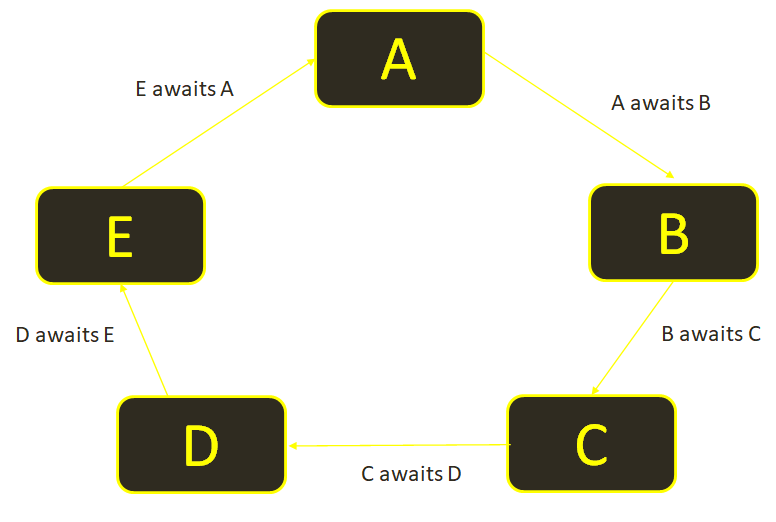 A
E awaits A
A awaits B
E
B
D awaits E
B awaits C
D
C
C awaits D